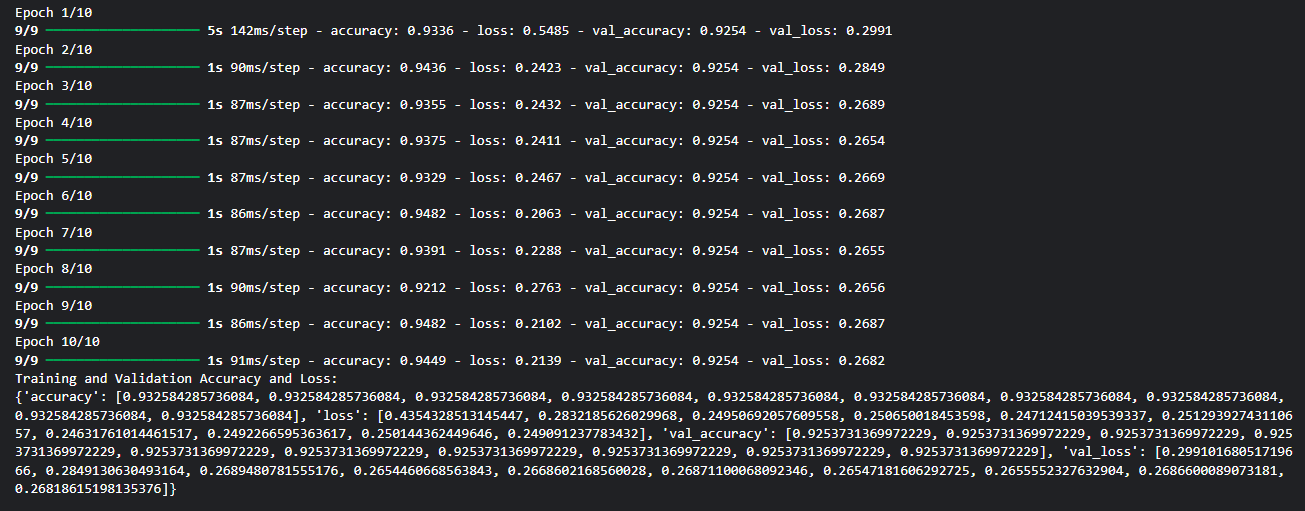 Epoch 1/10
9/9 ━━━━━━━━━━━━━━━━━━━━ 5s 142ms/step - accuracy: 0.9336 - loss: 0.5485 - val_accuracy: 0.9254 - val_loss: 0.2991
Epoch 2/10
9/9 ━━━━━━━━━━━━━━━━━━━━ 1s 90ms/step - accuracy: 0.9436 - loss: 0.2423 - val_accuracy: 0.9254 - val_loss: 0.2849
Epoch 3/10
9/9 ━━━━━━━━━━━━━━━━━━━━ 1s 87ms/step - accuracy: 0.9355 - loss: 0.2432 - val_accuracy: 0.9254 - val_loss: 0.2689
Epoch 4/10
9/9 ━━━━━━━━━━━━━━━━━━━━ 1s 87ms/step - accuracy: 0.9375 - loss: 0.2411 - val_accuracy: 0.9254 - val_loss: 0.2654
Epoch 5/10
9/9 ━━━━━━━━━━━━━━━━━━━━ 1s 87ms/step - accuracy: 0.9329 - loss: 0.2467 - val_accuracy: 0.9254 - val_loss: 0.2669
Epoch 6/10
9/9 ━━━━━━━━━━━━━━━━━━━━ 1s 86ms/step - accuracy: 0.9482 - loss: 0.2063 - val_accuracy: 0.9254 - val_loss: 0.2687
Epoch 7/10
9/9 ━━━━━━━━━━━━━━━━━━━━ 1s 87ms/step - accuracy: 0.9391 - loss: 0.2288 - val_accuracy: 0.9254 - val_loss: 0.2655
Epoch 8/10
9/9 ━━━━━━━━━━━━━━━━━━━━ 1s 90ms/step - accuracy: 0.9212 - loss: 0.2763 - val_accuracy: 0.9254 - val_loss: 0.2656
Epoch 9/10
9/9 ━━━━━━━━━━━━━━━━━━━━ 1s 86ms/step - accuracy: 0.9482 - loss: 0.2102 - val_accuracy: 0.9254 - val_loss: 0.2687
Epoch 10/10
9/9 ━━━━━━━━━━━━━━━━━━━━ 1s 91ms/step - accuracy: 0.9449 - loss: 0.2139 - val_accuracy: 0.9254 - val_loss: 0.2682
Training and Validation Accuracy and Loss:
{'accuracy': [0.932584285736084, 0.932584285736084, 0.932584285736084, 0.932584285736084, 0.932584285736084, 0.932584285736084, 0.932584285736084, 0.932584285736084,
0.932584285736084, 0.932584285736084], 'loss': [0.4354328513145447, 0.2832185626029968, 0.24950692057609558, 0.250650018453598, 0.24712415039539337, 0.2512939274311066
57, 0.24631761014461517, 0.2492266595363617, 0.250144362449646, 0.249091237783432], 'val_accuracy': [0.9253731369972229, 0.9253731369972229, 0.9253731369972229, 0.925
3731369972229, 0.9253731369972229, 0.9253731369972229, 0.9253731369972229, 0.9253731369972229, 0.9253731369972229, 0.9253731369972229], 'val_loss': [0.299101680517196
66, 0.2849130630493164, 0.2689480781555176, 0.2654460668563843, 0.2668602168560028, 0.26871100068092346, 0.26547181606292725, 0.2655552327632904, 0.2686600089073181,
0.26818615198135376]}